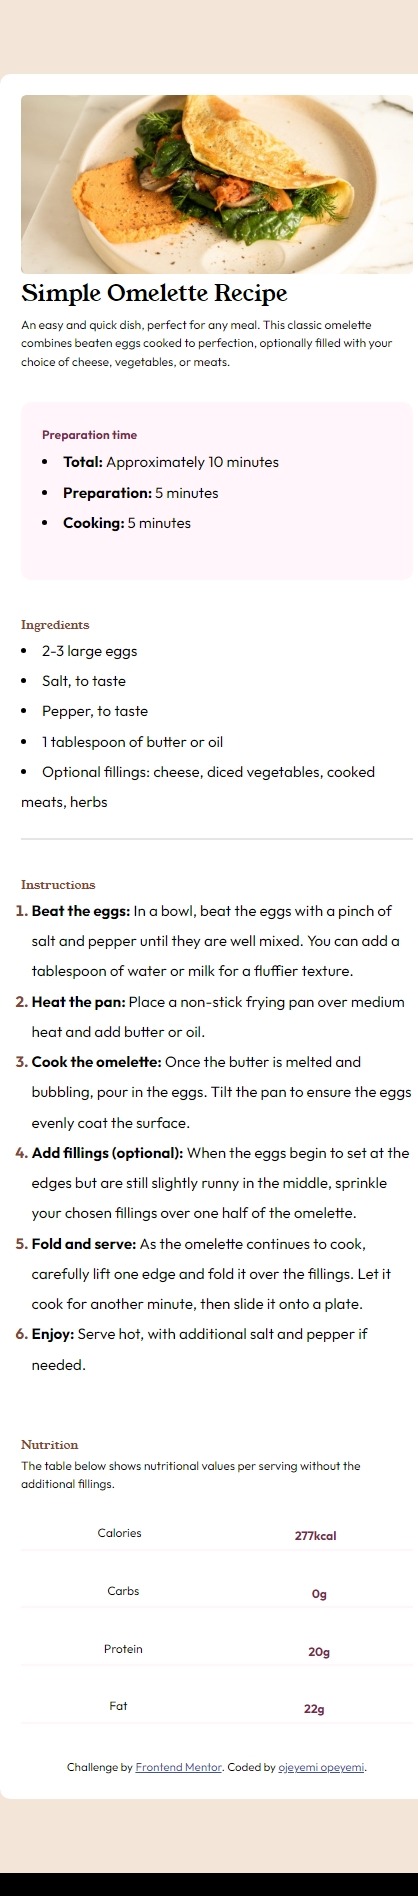 Simple Omelette Recipe
An easy and quick dish, perfect for any meal. This classic omelette
combines beaten eggs cooked to perfection, optionally filled with your
choice of cheese, vegetables, or meats.
Preparation time
• Total: Approximately 10 minutes
• Preparation: 5 minutes
• Cooking: 5 minutes
Ingredients
• 2-3 large eggs
• Salt, to taste
• Pepper, to taste
• 1 tablespoon of butter or oil
• Optional fillings: cheese, diced vegetables, cooked
meats, herbs
Instructions
1. Beat the eggs: In a bowl, beat the eggs with a pinch of
salt and pepper until they are well mixed. You can add a
tablespoon of water or milk for a fluffier texture.
2. Heat the pan: Place a non-stick frying pan over medium
heat and add butter or oil.
3. Cook the omelette: Once the butter is melted and
bubbling, pour in the eggs. Tilt the pan to ensure the eggs
evenly coat the surface.
4. Add fillings (optional): When the eggs begin to set at the
edges but are still slightly runny in the middle, sprinkle
your chosen fillings over one half of the omelette.
5. Fold and serve: As the omelette continues to cook,
carefully lift one edge and fold it over the fillings. Let it
cook for another minute, then slide it onto a plate.
6. Enjoy: Serve hot, with additional salt and pepper if
needed.
Nutrition
The table below shows nutritional values per serving without the
additional fillings.
Calories 277kcal
Carbs 0g
Protein 20g
Fat 22g
Challenge by Frontend Mentor. Coded by ojeyemi opeyemi.